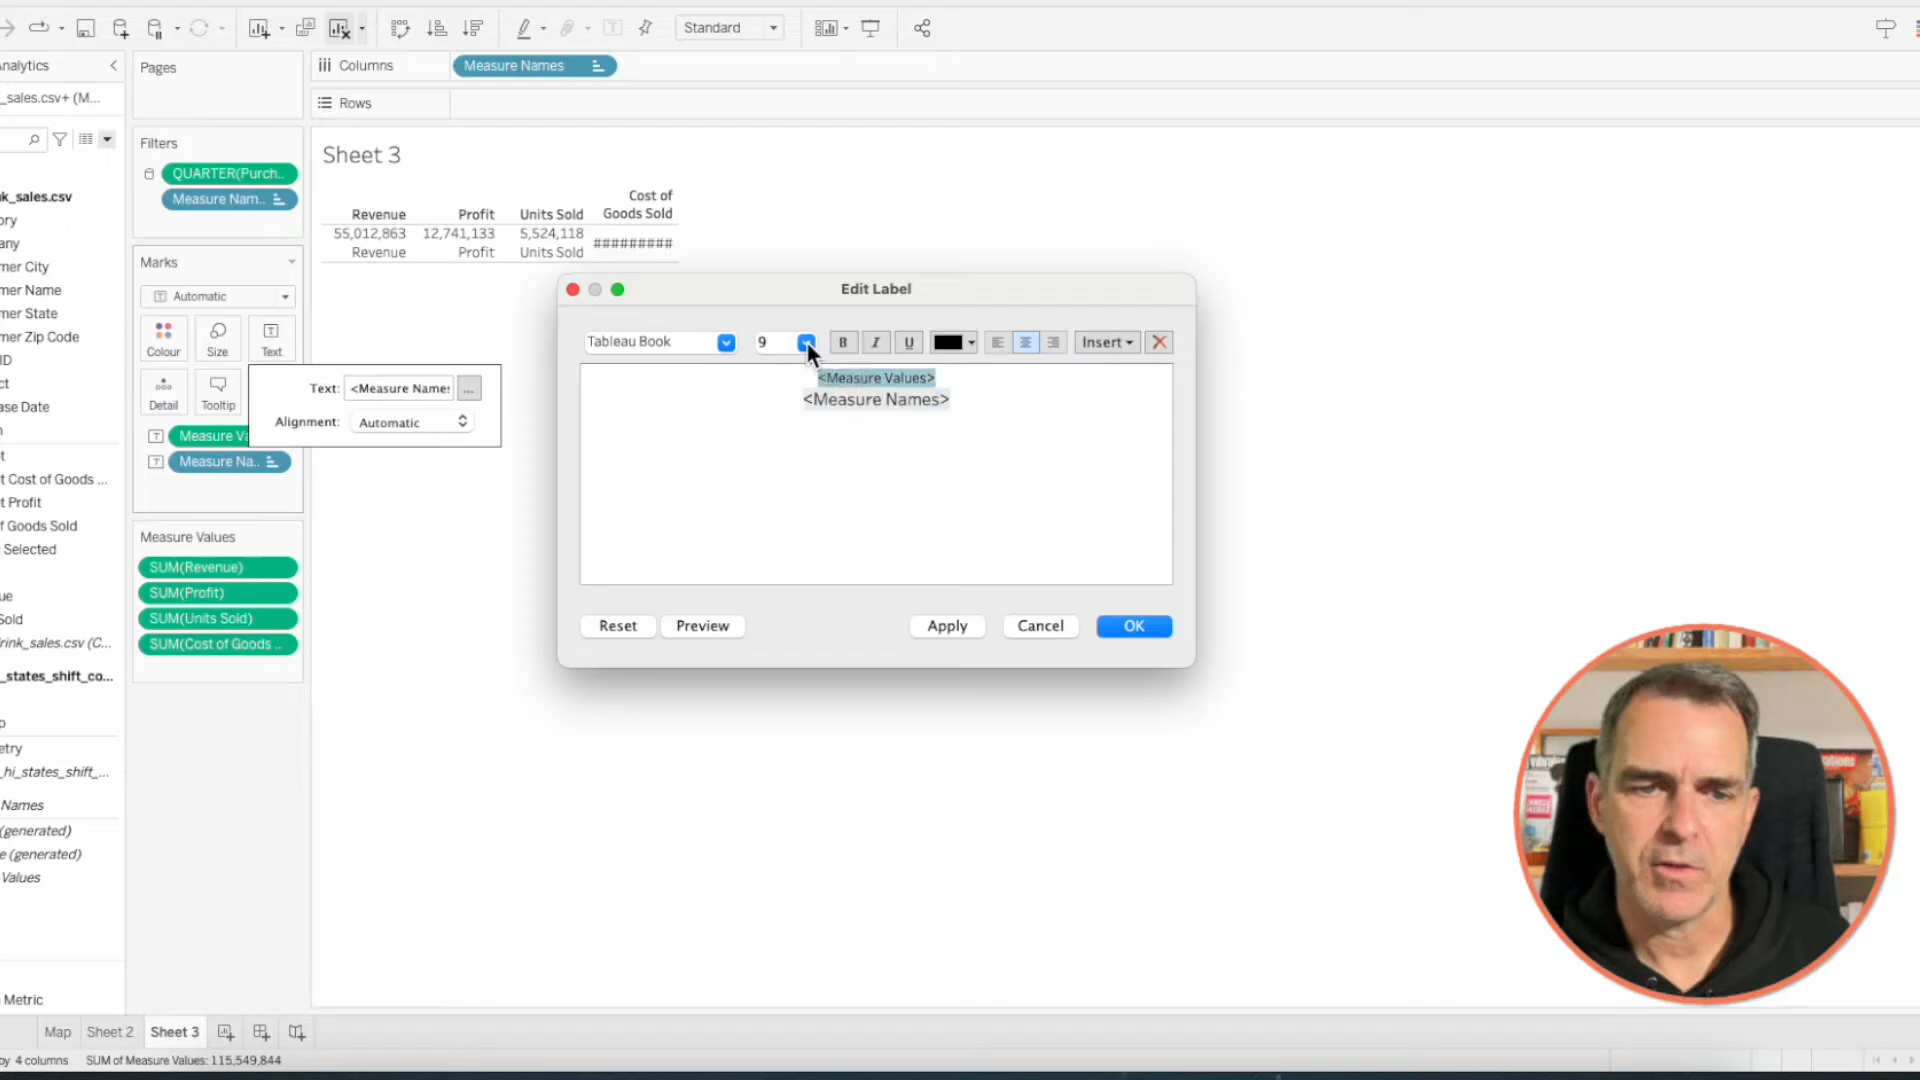 Standard
nalytics
Pages
Columns
Measure Names
_sales.csv+ (M...
Rows
Filters
QUARTER(Purch..
Measure Nam..
Sheet 3
Cost of
Revenue
Profit
Units Sold
Goods Sold
55,012,863
12,741,133
5,524,118
#########
Revenue
Profit
Units Sold
nk_sales.csv
ory
any
mer City
mer Name
mer State
mer Zip Code
ID
ct
ase Date
n
t
t Cost of Goods ...
t Profit
f Goods Sold
Selected
ue
Sold
rink_sales.csv (C...
_states_shift_co...
p
etry
_hi_states_shift_...
Names
(generated)
e (generated)
Values
Metric
Marks
Automatic
Colour
Size
Text
Detail
Tooltip
Text:
<Measure Name:
...
Alignment:
Automatic
Measure Va
Measure Na..
Measure Values
SUM(Revenue)
SUM(Profit)
SUM(Units Sold)
SUM(Cost of Goods ..
Edit Label
Tableau Book
9
B
I
U
Insert
<Measure Values>
<Measure Names>
Reset
Preview
Apply
Cancel
OK
Map
Sheet 2
Sheet 3
by 4 columns
SUM of Measure Values: 115,549,844